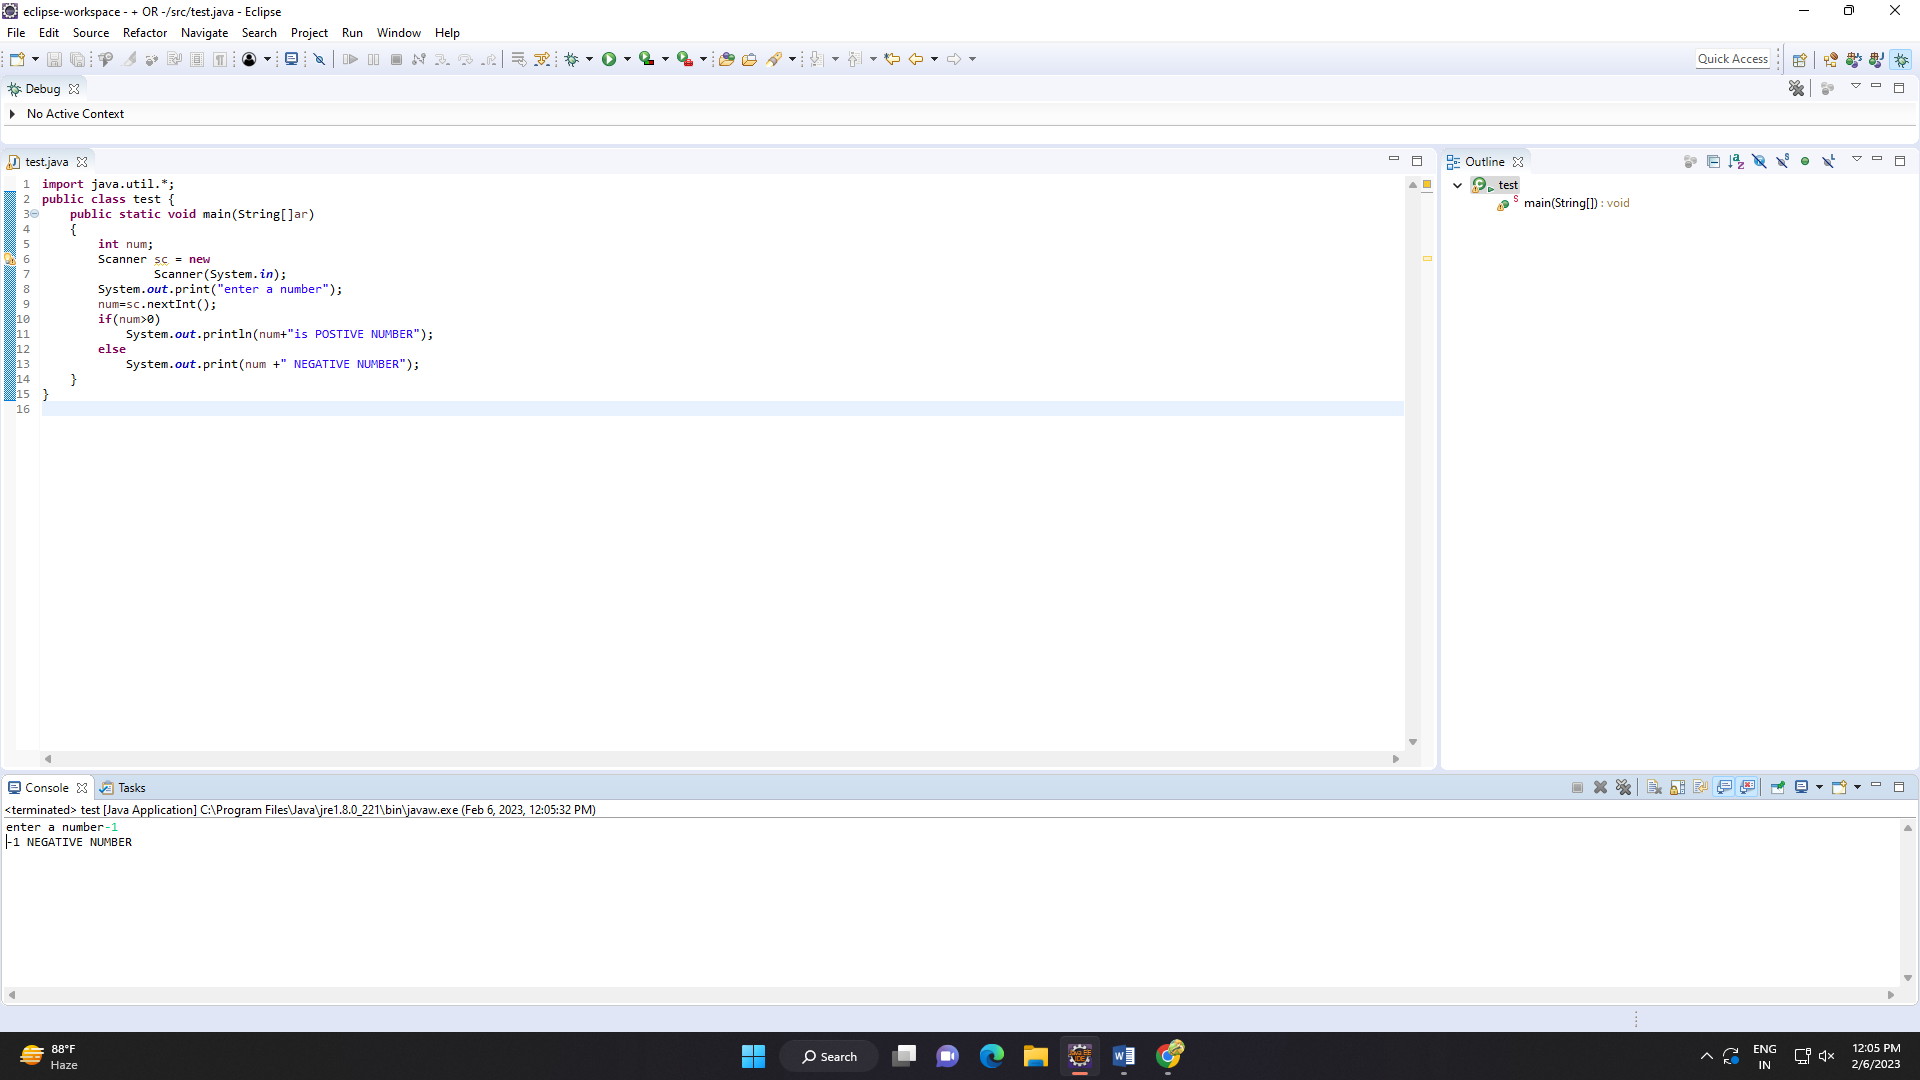 eclipse-workspace - + OR -/src/test.java - Eclipse
File Edit Source Refactor Navigate Search Project Run Window Help
Quick Access
Debug
No Active Context
test.java
1 import java.util.*;
2 public class test {
3 public static void main(String[]ar)
4 {
5 int num;
6 Scanner sc = new
7 Scanner(System.in);
8 System.out.print("enter a number");
9 num=sc.nextInt();
10 if(num>0)
11 System.out.println(num+"is POSTIVE NUMBER");
12 else
13 System.out.print(num +" NEGATIVE NUMBER");
14 }
15 }
16
Outline
test
main(String[]) : void
Console Tasks
<terminated> test [Java Application] C:\Program Files\Java\jre1.8.0_221\bin\javaw.exe (Feb 6, 2023, 12:05:32 PM)
enter a number-1
-1 NEGATIVE NUMBER
88°F
Haze
Search
ENG
IN
12:05 PM
2/6/2023